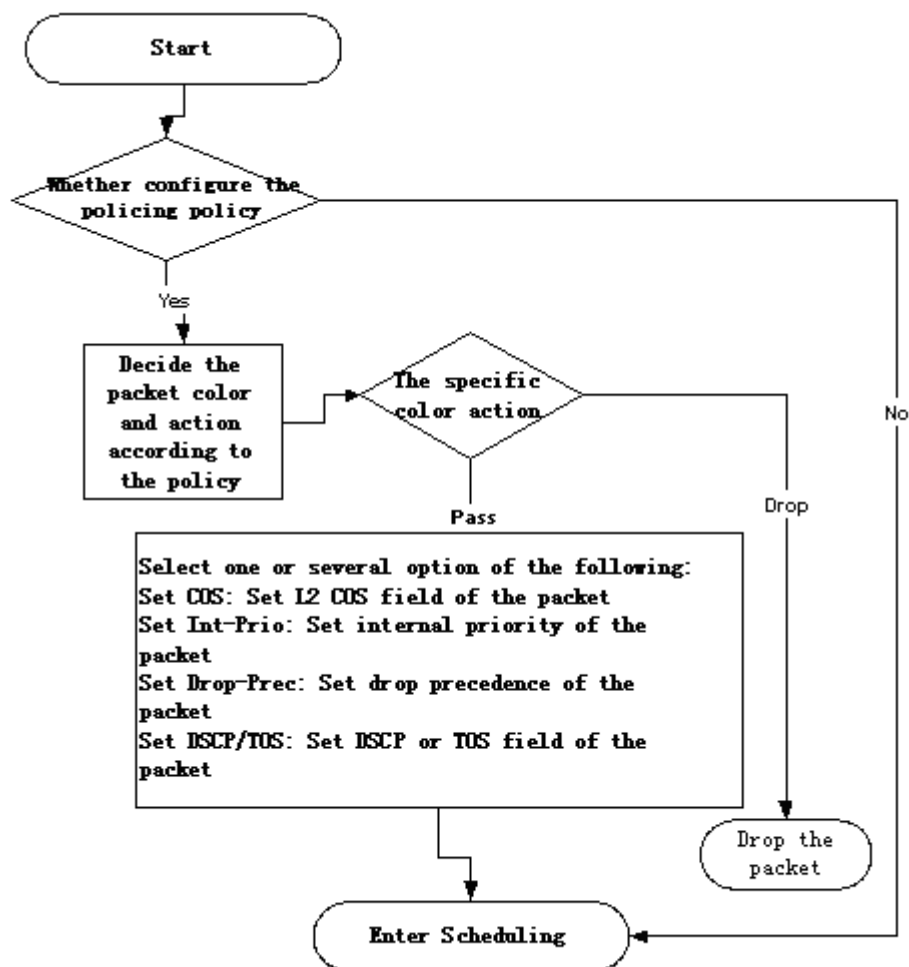 Start
Whether configure the
policing policy
Yes
No
Decide the
packet color
and action
according to
the policy
The specific
color action
Drop
Pass
Select one or several option of the following:
Set COS: Set L2 COS field of the packet
Set Int-Prio: Set internal priority of the
packet
Set Drop-Prec: Set drop precedence of the
packet
Set DSCP/TOS: Set DSCP or TOS field of the
packet
Drop the
packet
Enter Scheduling